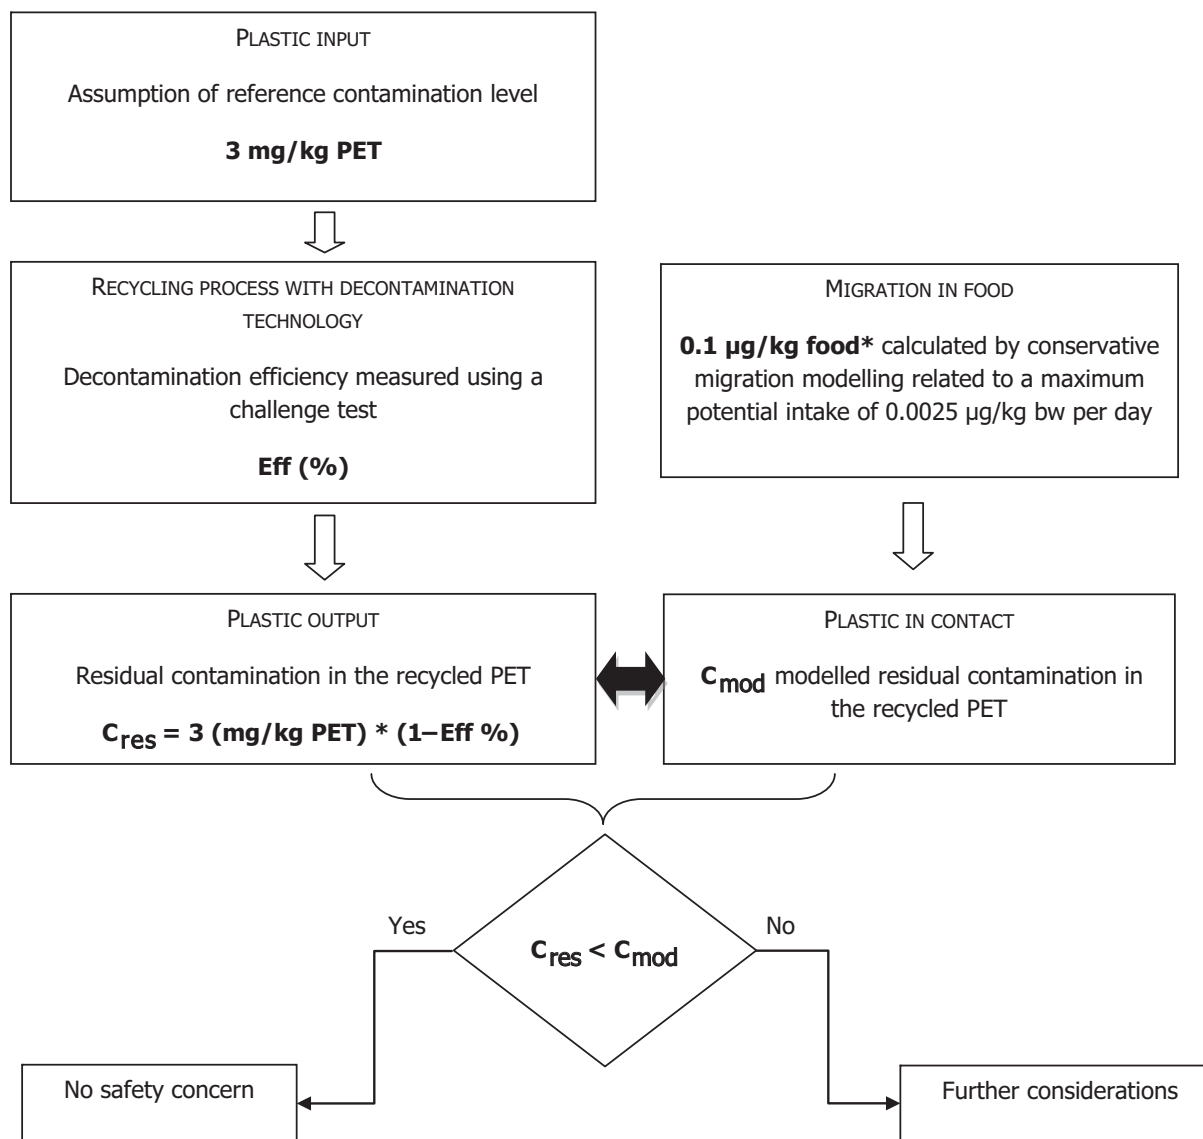 PLASTIC INPUT
Assumption of reference contamination level
3 mg/kg PET
RECYCLING PROCESS WITH DECONTAMINATION
TECHNOLOGY
Decontamination efficiency measured using a
challenge test
Eff (%)
MIGRATION IN FOOD
0.1 µg/kg food* calculated by conservative
migration modelling related to a maximum
potential intake of 0.0025 µg/kg bw per day
PLASTIC OUTPUT
Residual contamination in the recycled PET
Cres = 3 (mg/kg PET) * (1–Eff %)
PLASTIC IN CONTACT
Cmod modelled residual contamination in
the recycled PET
Yes
No
Cres < Cmod
No safety concern
Further considerations